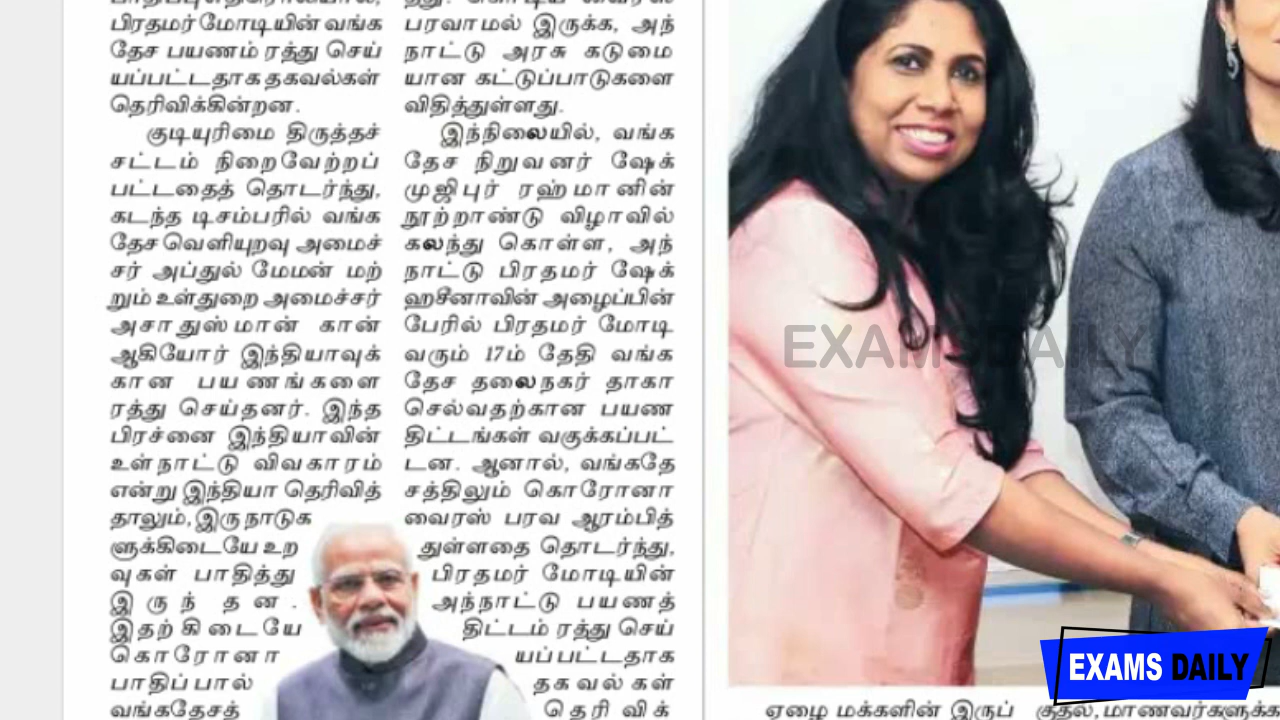 பிரதமர் மோடியின் வங்க
தேச பயணம் ரத்து செய்
யப்பட்டதாக தகவல்கள்
தெரிவிக்கின்றன.
குடியுரிமை திருத்தச்
சட்டம் நிறைவேற்றப்
பட்டதைத் தொடர்ந்து,
கடந்த டிசம்பரில் வங்க
தேச வெளியுறவு அமைச்
சர் அப்துல் மேமன் மற்
றும் உள்துறை அமைச்சர்
அசாதுஸ்மான் கான்
ஆகியோர் இந்தியாவுக்
கான பயணங்களை
ரத்து செய்தனர். இந்த
பிரச்னை இந்தியாவின்
உள்நாட்டு விவகாரம்
என்று இந்தியா தெரிவித்
தாலும், இரு நாடுக
ளுக்கிடையே உற
வுகள் பாதித்து
இருந்தன.
இதற்கிடையே
கொரோனா
பாதிப்பால்
வங்கதேசத்
பரவாமல் இருக்க, அந்
நாட்டு அரசு கடுமை
யான கட்டுப்பாடுகளை
விதித்துள்ளது.
இந்நிலையில், வங்க
தேச நிறுவனர் ஷேக்
முஜிபுர் ரஹ்மானின்
நூற்றாண்டு விழாவில்
கலந்து கொள்ள, அந்
நாட்டு பிரதமர் ஷேக்
ஹசீனாவின் அழைப்பின்
பேரில் பிரதமர் மோடி
வரும் 17ம் தேதி வங்க
தேச தலைநகர் தாகா
செல்வதற்கான பயண
திட்டங்கள் வகுக்கப்பட்
டன. ஆனால், வங்கதே
சத்திலும் கொரோனா
வைரஸ் பரவ ஆரம்பித்
துள்ளதை தொடர்ந்து,
பிரதமர் மோடியின்
அந்நாட்டு பயணத்
திட்டம் ரத்து செய்
யப்பட்டதாக
தகவல்கள்
தெரிவிக்
EXAMSDAILY
EXAMS DAILY
ஏழை மக்களின் இருப்